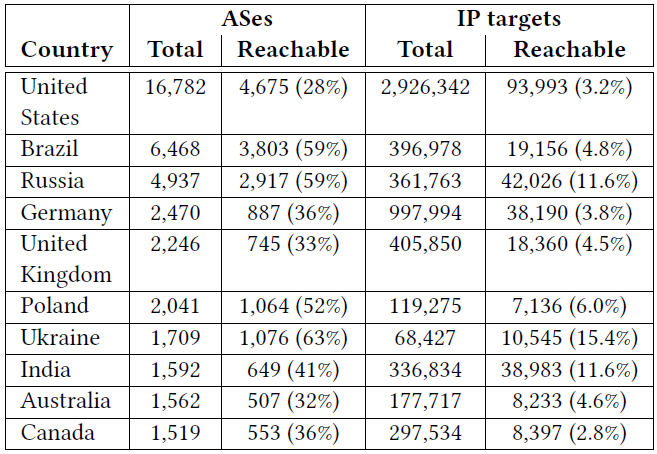 ASes IP targets
Country Total Reachable Total Reachable
United States 16,782 4,675 (28%) 2,926,342 93,993 (3.2%)
Brazil 6,468 3,803 (59%) 396,978 19,156 (4.8%)
Russia 4,937 2,917 (59%) 361,763 42,026 (11.6%)
Germany 2,470 887 (36%) 997,994 38,190 (3.8%)
United Kingdom 2,246 745 (33%) 405,850 18,360 (4.5%)
Poland 2,041 1,064 (52%) 119,275 7,136 (6.0%)
Ukraine 1,709 1,076 (63%) 68,427 10,545 (15.4%)
India 1,592 649 (41%) 336,834 38,983 (11.6%)
Australia 1,562 507 (32%) 177,717 8,233 (4.6%)
Canada 1,519 553 (36%) 297,534 8,397 (2.8%)